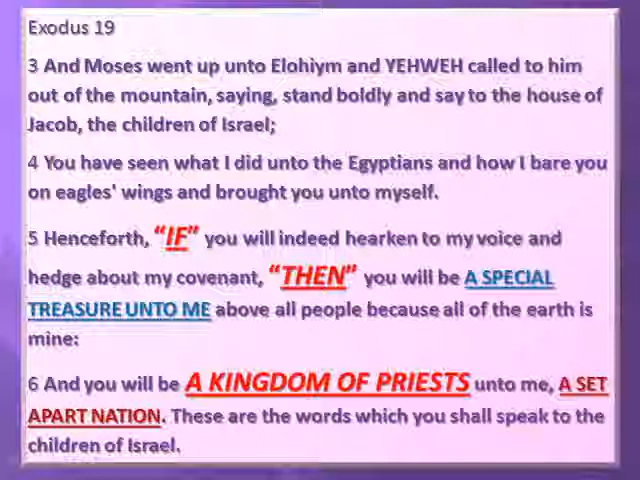 Exodus 19
3 And Moses went up unto Elohiym and YEHWEH called to him
out of the mountain, saying, stand boldly and say to the house of
Jacob, the children of Israel;
4 You have seen what I did unto the Egyptians and how I bare you
on eagles' wings and brought you unto myself.
5 Henceforth, “IF” you will indeed hearken to my voice and
hedge about my covenant, “THEN” you will be A SPECIAL
TREASURE UNTO ME above all people because all of the earth is
mine:
6 And you will be A KINGDOM OF PRIESTS unto me, A SET
APART NATION. These are the words which you shall speak to the
children of Israel.